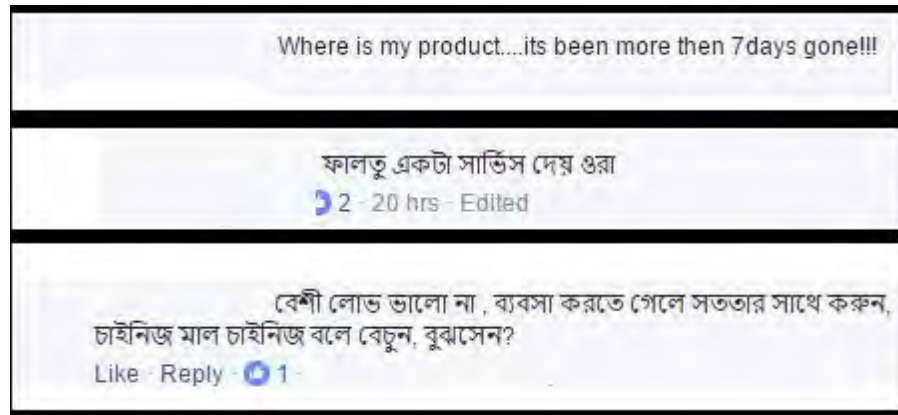 Where is my product....its been more then 7days gone!!!
ফালতু একটা সার্ভিস দেয় ওরা
2 · 20 hrs · Edited
বেশী লোভ ভালো না , ব্যবসা করতে গেলে সততার সাথে করুন,
চাইনিজ মাল চাইনিজ বলে বেচুন, বুঝসেন?
Like · Reply · 1